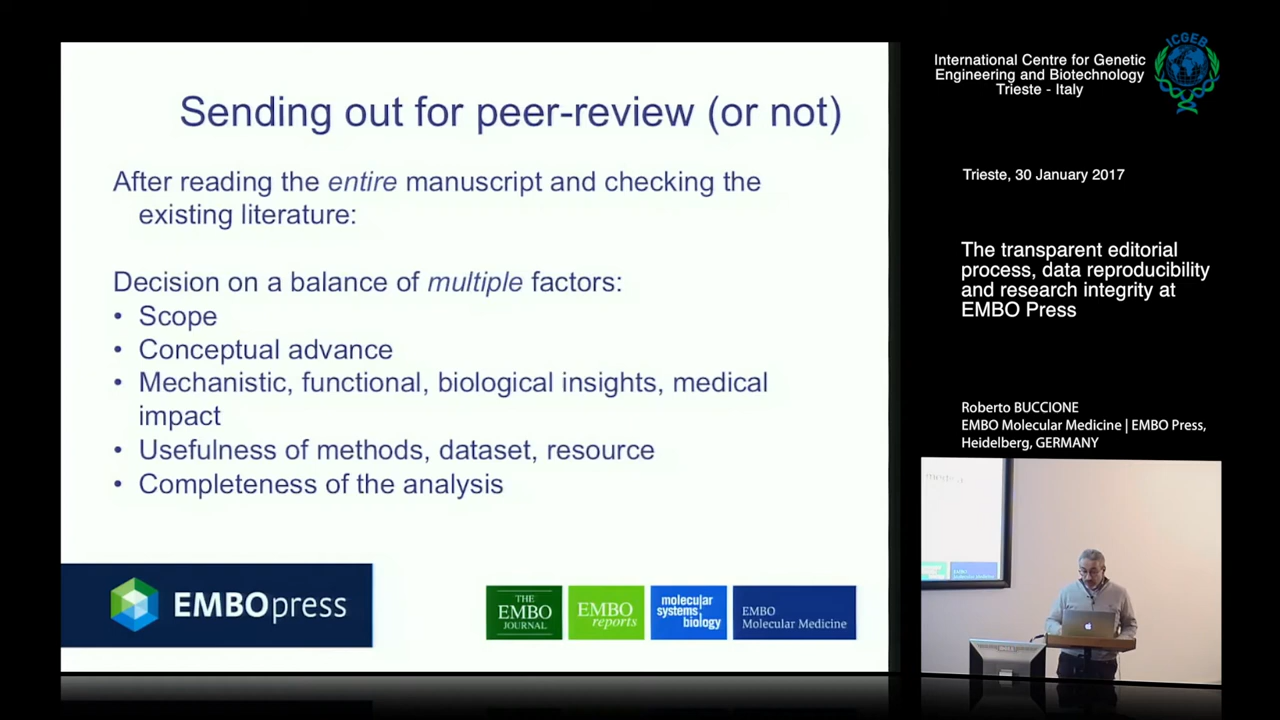 Sending out for peer-review (or not)
After reading the entire manuscript and checking the
existing literature:
Decision on a balance of multiple factors:
• Scope
• Conceptual advance
• Mechanistic, functional, biological insights, medical
impact
• Usefulness of methods, dataset, resource
• Completeness of the analysis
EMBOpress
THE
EMBO
JOURNAL
EMBO
reports
molecular
systems
biology
EMBO
Molecular Medicine
International Centre for Genetic
Engineering and Biotechnology
Trieste - Italy
ICGEB
Trieste, 30 January 2017
The transparent editorial
process, data reproducibility
and research integrity at
EMBO Press
Roberto BUCCIONE
EMBO Molecular Medicine | EMBO Press,
Heidelberg, GERMANY